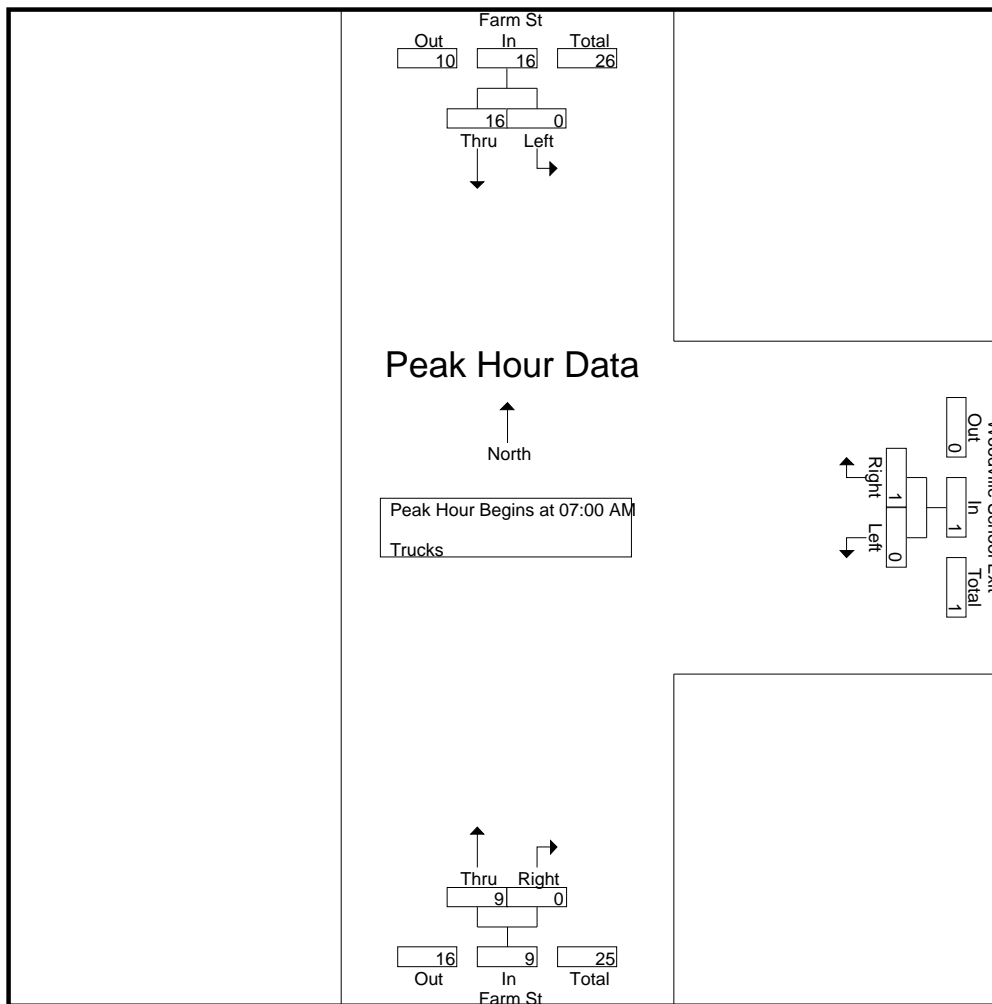 Farm St
Out In Total
10 16 26
16 0
Thru Left
Peak Hour Data
North
Peak Hour Begins at 07:00 AM
Trucks
Out In Total
0 1 1
Right Left
1 0
Thru Right
9 0
16 9 25
Out In Total
Farm St